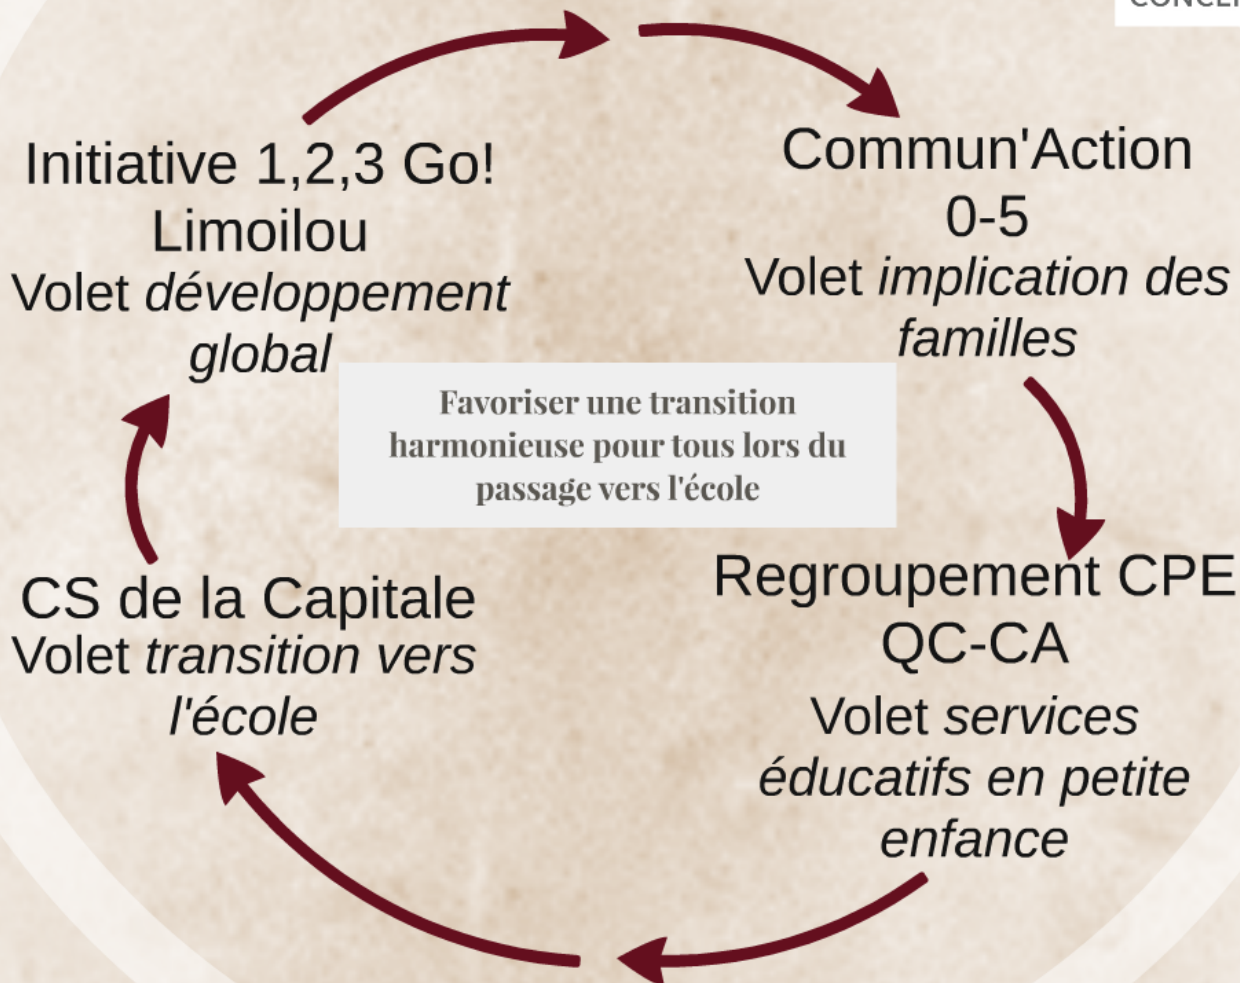 Initiative 1,2,3 Go!
Limoilou
Volet développement
global
Commun'Action
0-5
Volet implication des
familles
Favoriser une transition
harmonieuse pour tous lors du
passage vers l'école
CS de la Capitale
Volet transition vers
l'école
Regroupement CPE
QC-CA
Volet services
éducatifs en petite
enfance